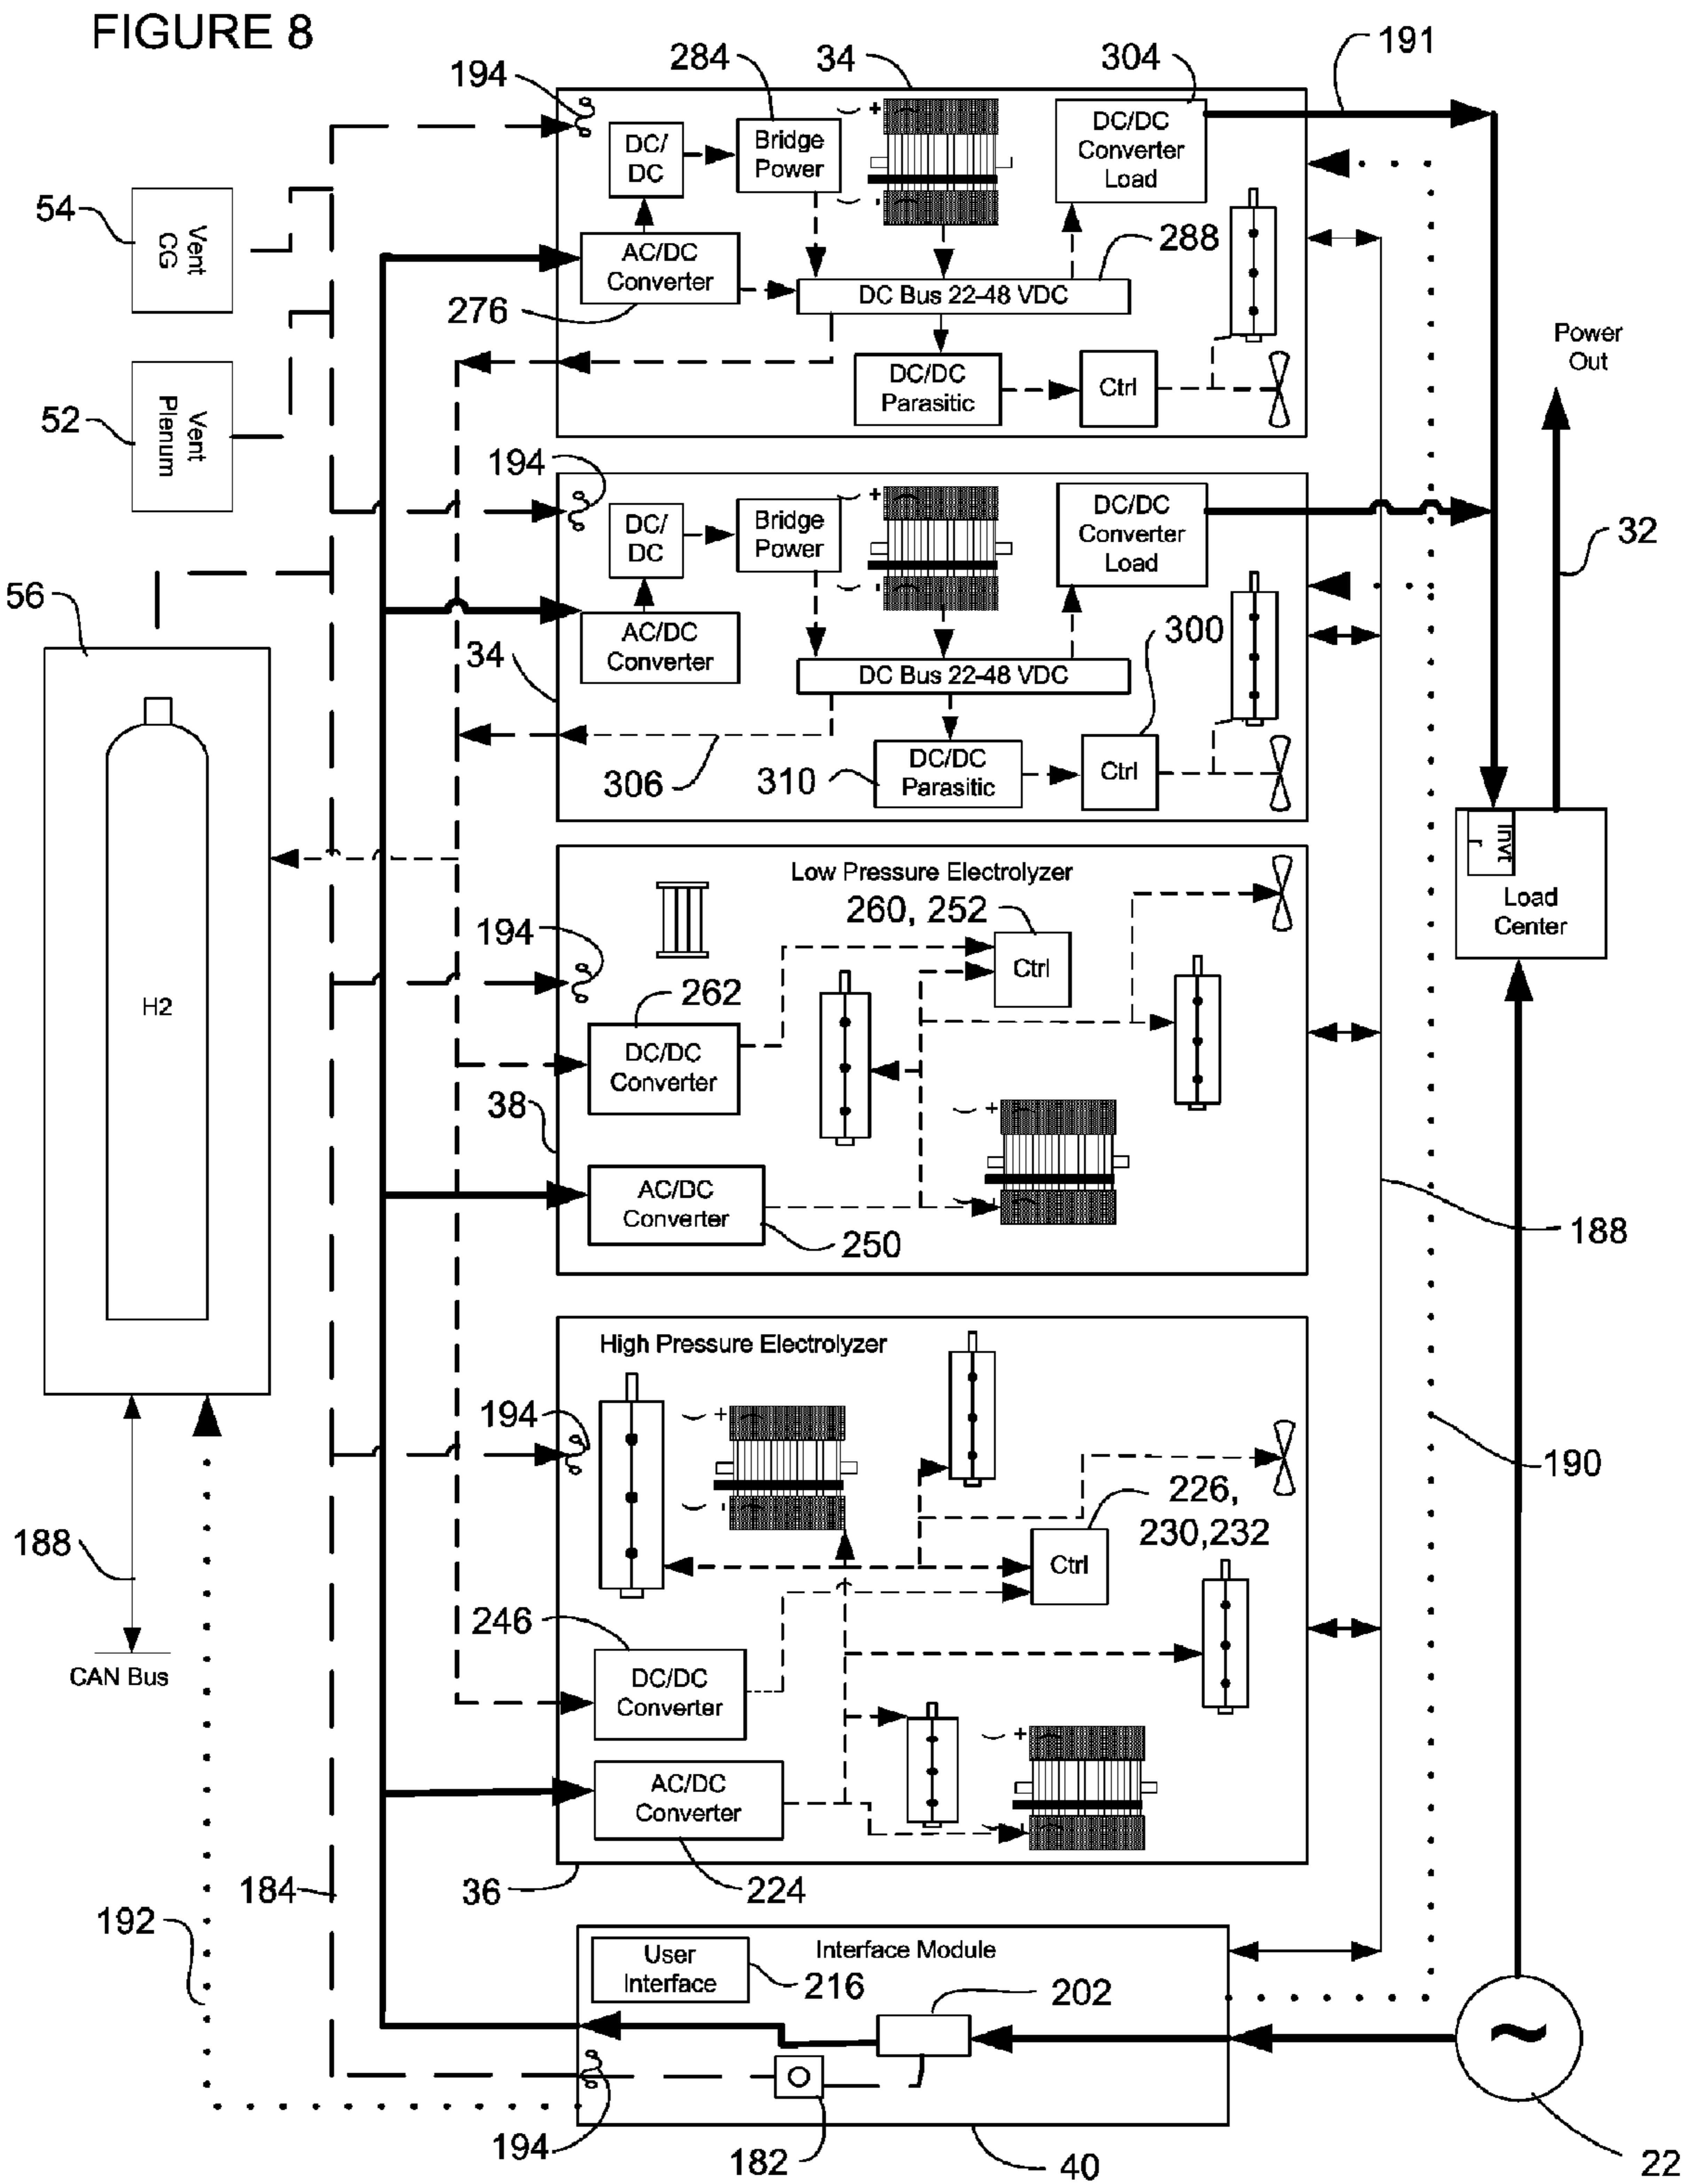 FIGURE 8
194
284
34
304
191
DC/
DC
Bridge
Power
+
DC/DC
Converter
Load
54
Vent
CG
AC/DC
Converter
288
276
DC Bus 22-48 VDC
Power
Out
52
Vent
Plenum
DC/DC
Parasitic
Ctrl
194
DC/
DC
Bridge
Power
+
DC/DC
Converter
Load
32
56
34
AC/DC
Converter
300
DC Bus 22-48 VDC
306
310
DC/DC
Parasitic
Ctrl
Invt
r
Load
Center
H2
Low Pressure Electrolyzer
260, 252
194
Ctrl
262
DC/DC
Converter
38
+
AC/DC
Converter
250
188
High Pressure Electrolyzer
194
+
190
226,
230,232
Ctrl
188
246
CAN Bus
DC/DC
Converter
+
AC/DC
Converter
184
36
224
192
User
Interface
Interface Module
216
202
~
194
182
40
22